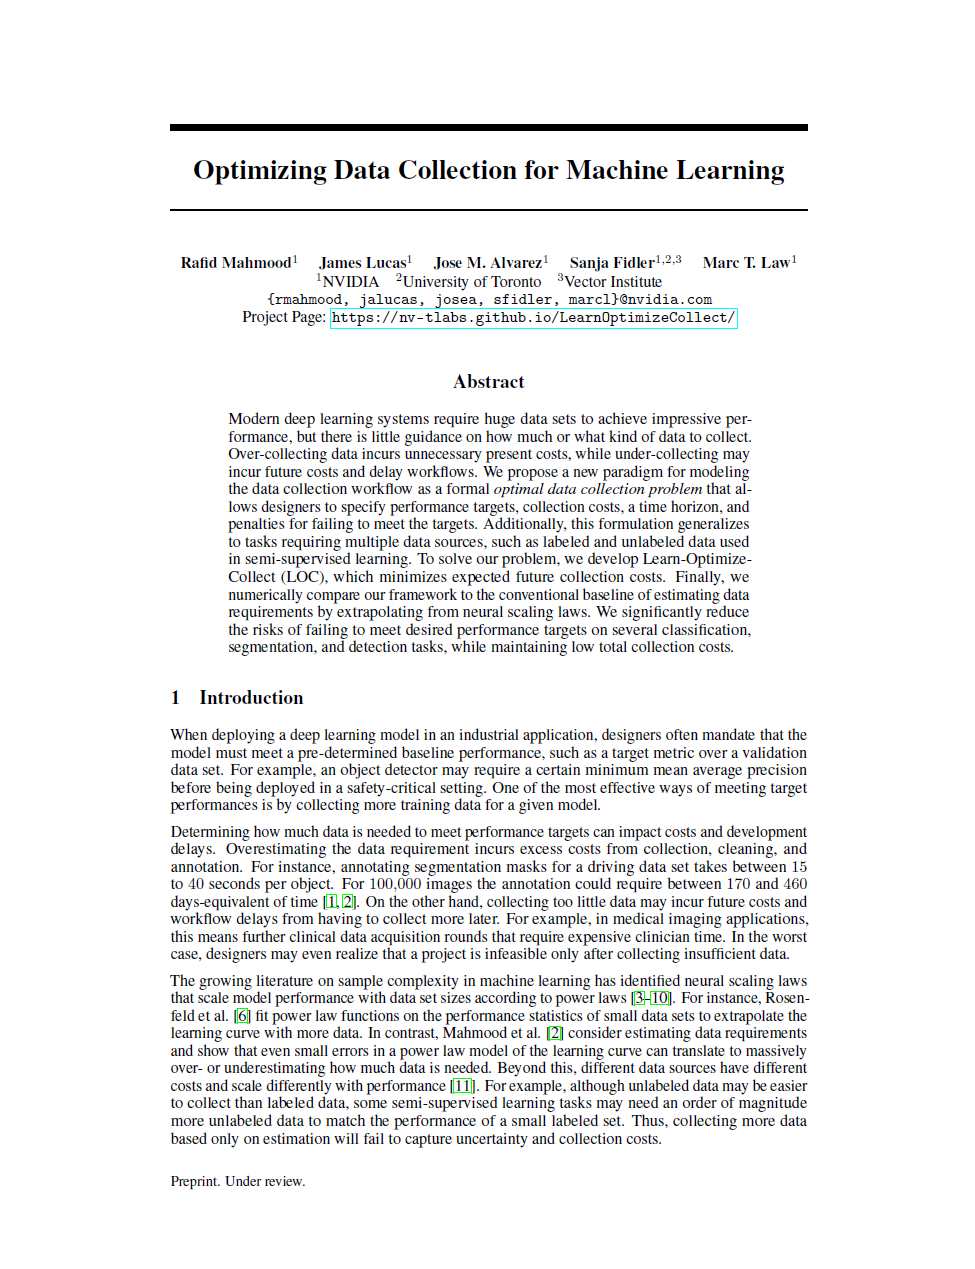 Optimizing Data Collection for Machine Learning
Rafid Mahmood¹ James Lucas¹ Jose M. Alvarez¹ Sanja Fidler¹,²,³ Marc T. Law¹
¹NVIDIA ²University of Toronto ³Vector Institute
{rmahmood, jalucas, josea, sfidler, marcl}@nvidia.com
Project Page: https://nv-tlabs.github.io/LearnOptimizeCollect/
Abstract
Modern deep learning systems require huge data sets to achieve impressive per-
formance, but there is little guidance on how much or what kind of data to collect.
Over-collecting data incurs unnecessary present costs, while under-collecting may
incur future costs and delay workflows. We propose a new paradigm for modeling
the data collection workflow as a formal optimal data collection problem that al-
lows designers to specify performance targets, collection costs, a time horizon, and
penalties for failing to meet the targets. Additionally, this formulation generalizes
to tasks requiring multiple data sources, such as labeled and unlabeled data used
in semi-supervised learning. To solve our problem, we develop Learn-Optimize-
Collect (LOC), which minimizes expected future collection costs. Finally, we
numerically compare our framework to the conventional baseline of estimating data
requirements by extrapolating from neural scaling laws. We significantly reduce
the risks of failing to meet desired performance targets on several classification,
segmentation, and detection tasks, while maintaining low total collection costs.
1 Introduction
When deploying a deep learning model in an industrial application, designers often mandate that the
model must meet a pre-determined baseline performance, such as a target metric over a validation
data set. For example, an object detector may require a certain minimum mean average precision
before being deployed in a safety-critical setting. One of the most effective ways of meeting target
performances is by collecting more training data for a given model.
Determining how much data is needed to meet performance targets can impact costs and development
delays. Overestimating the data requirement incurs excess costs from collection, cleaning, and
annotation. For instance, annotating segmentation masks for a driving data set takes between 15
to 40 seconds per object. For 100,000 images the annotation could require between 170 and 460
days-equivalent of time [1, 2]. On the other hand, collecting too little data may incur future costs and
workflow delays from having to collect more later. For example, in medical imaging applications,
this means further clinical data acquisition rounds that require expensive clinician time. In the worst
case, designers may even realize that a project is infeasible only after collecting insufficient data.
The growing literature on sample complexity in machine learning has identified neural scaling laws
that scale model performance with data set sizes according to power laws [3–10]. For instance, Rosen-
feld et al. [6] fit power law functions on the performance statistics of small data sets to extrapolate the
learning curve with more data. In contrast, Mahmood et al. [2] consider estimating data requirements
and show that even small errors in a power law model of the learning curve can translate to massively
over- or underestimating how much data is needed. Beyond this, different data sources have different
costs and scale differently with performance [11]. For example, although unlabeled data may be easier
to collect than labeled data, some semi-supervised learning tasks may need an order of magnitude
more unlabeled data to match the performance of a small labeled set. Thus, collecting more data
based only on estimation will fail to capture uncertainty and collection costs.
Preprint. Under review.